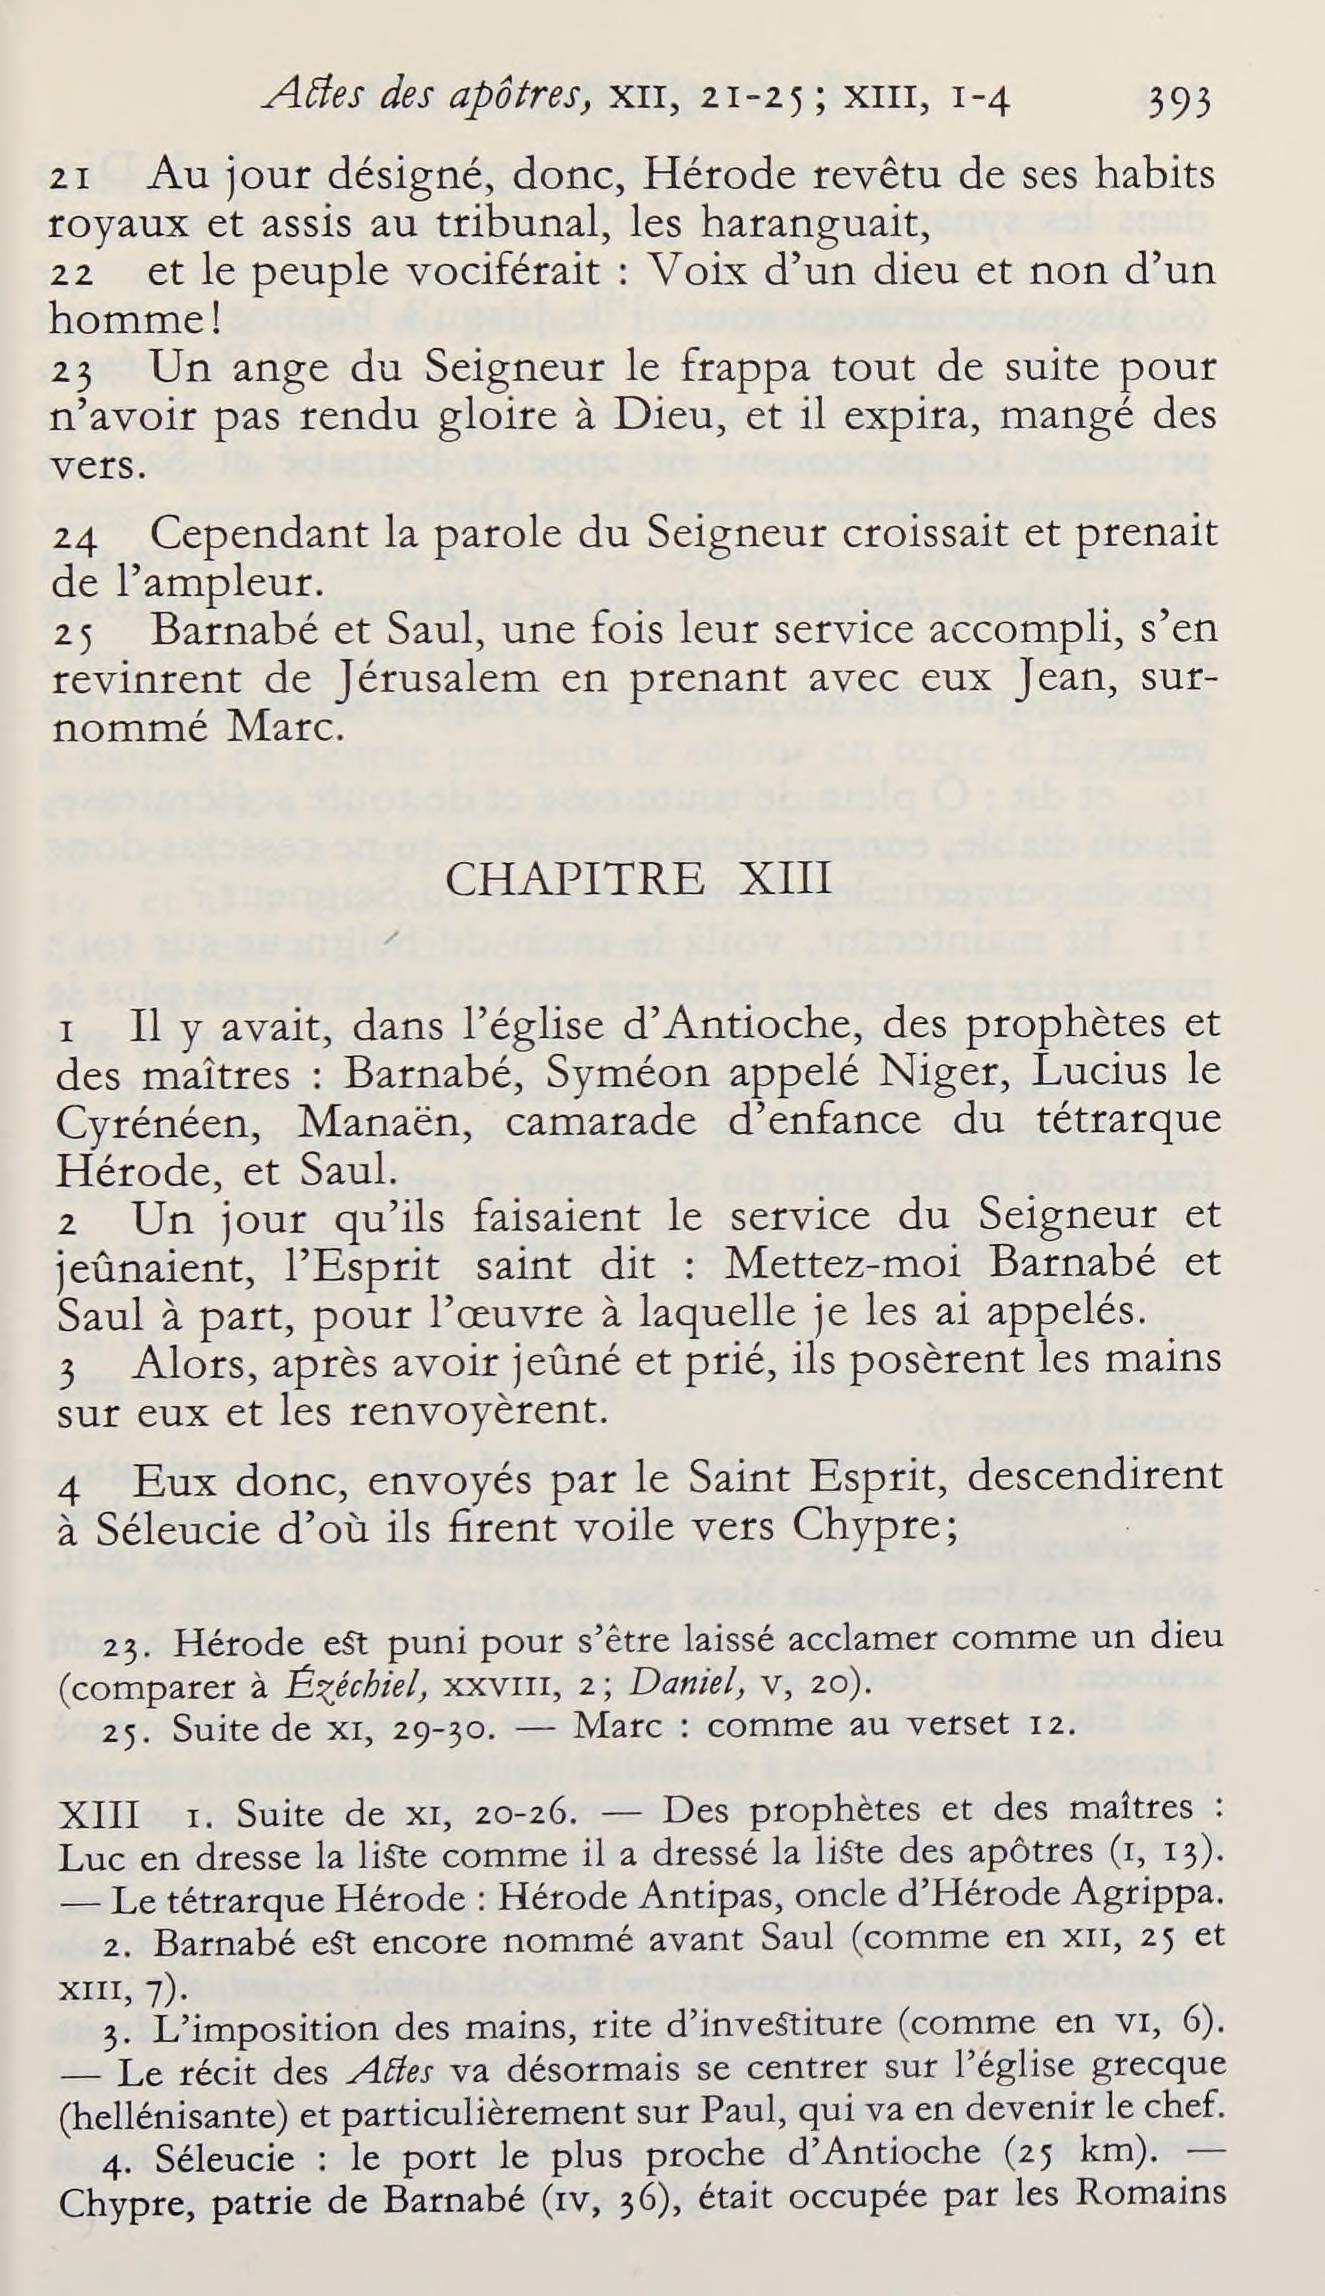 Actes des apôtres, XII, 21-25; XIII, 1-4 393
21 Au jour désigné, donc, Hérode revêtu de ses habits
royaux et assis au tribunal, les haranguait,
22 et le peuple vociférait : Voix d’un dieu et non d’un
homme!
23 Un ange du Seigneur le frappa tout de suite pour
n’avoir pas rendu gloire à Dieu, et il expira, mangé des
vers.
24 Cependant la parole du Seigneur croissait et prenait
de l’ampleur.
25 Barnabé et Saul, une fois leur service accompli, s’en
revinrent de Jérusalem en prenant avec eux Jean, sur-
nommé Marc.
CHAPITRE XIII
1 Il y avait, dans l’église d’Antioche, des prophètes et
des maîtres : Barnabé, Syméon appelé Niger, Lucius le
Cyrénéen, Manaën, camarade d’enfance du tétrarque
Hérode, et Saul.
2 Un jour qu’ils faisaient le service du Seigneur et
jeûnaient, l’Esprit saint dit : Mettez-moi Barnabé et
Saul à part, pour l’œuvre à laquelle je les ai appelés.
3 Alors, après avoir jeûné et prié, ils posèrent les mains
sur eux et les renvoyèrent.
4 Eux donc, envoyés par le Saint Esprit, descendirent
à Séleucie d’où ils firent voile vers Chypre;
23. Hérode est puni pour s’être laissé acclamer comme un dieu
(comparer à Ézéchiel, XXVIII, 2; Daniel, V, 20).
25. Suite de XI, 29-30. — Marc : comme au verset 12.
XIII 1. Suite de XI, 20-26. — Des prophètes et des maîtres :
Luc en dresse la liste comme il a dressé la liste des apôtres (I, 13).
— Le tétrarque Hérode : Hérode Antipas, oncle d’Hérode Agrippa.
2. Barnabé est encore nommé avant Saul (comme en XII, 25 et
XIII, 7).
3. L’imposition des mains, rite d’investiture (comme en VI, 6).
— Le récit des Actes va désormais se centrer sur l’église grecque
(hellénisante) et particulièrement sur Paul, qui va en devenir le chef.
4. Séleucie : le port le plus proche d’Antioche (25 km). —
Chypre, patrie de Barnabé (IV, 36), était occupée par les Romains